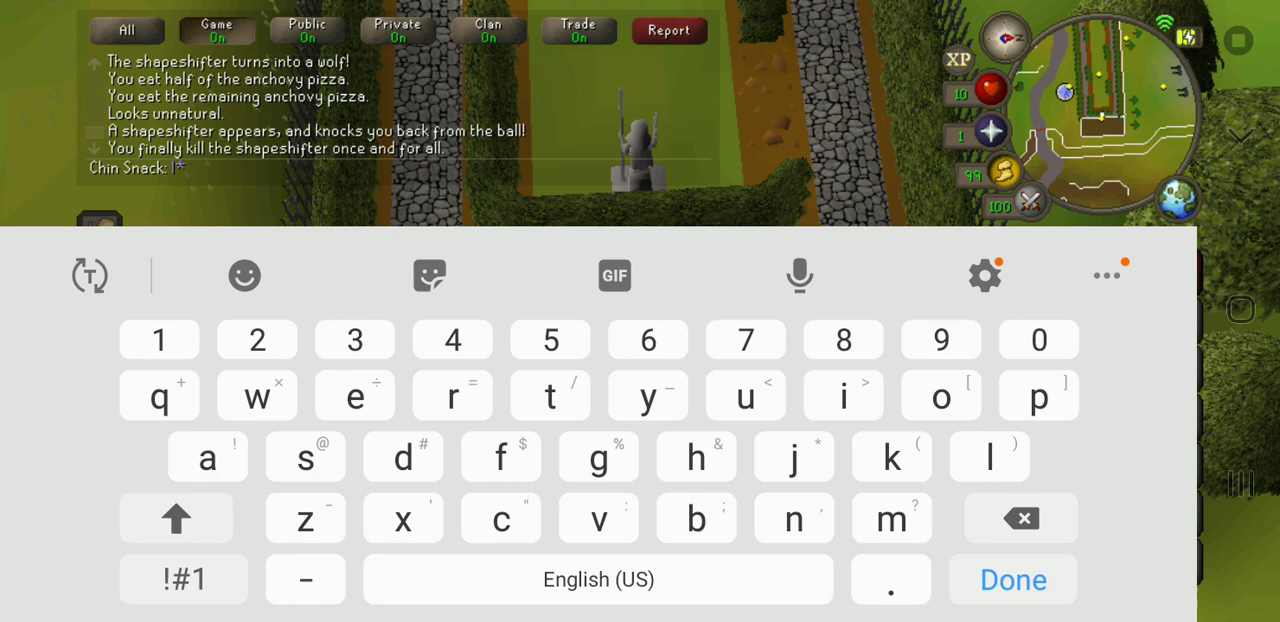 All
Game
On
Public
On
Private
On
Clan
On
Trade
On
Report
The shapeshifter turns into a wolf!
You eat half of the anchovy pizza.
You eat the remaining anchovy pizza.
Looks unnatural.
A shapeshifter appears, and knocks you back from the ball!
You finally kill the shapeshifter once and for all.
Chin Snack: *
XP
10
1
99
100
N
T
GIF
1 2 3 4 5 6 7 8 9 0
q + w × e ÷ r = t / y _ u < i > o [ p ]
a ! s @ d # f $ g % h & j * k ( l )
z - x ' c " v : b ; n , m ?
!#1 - English (US) . Done